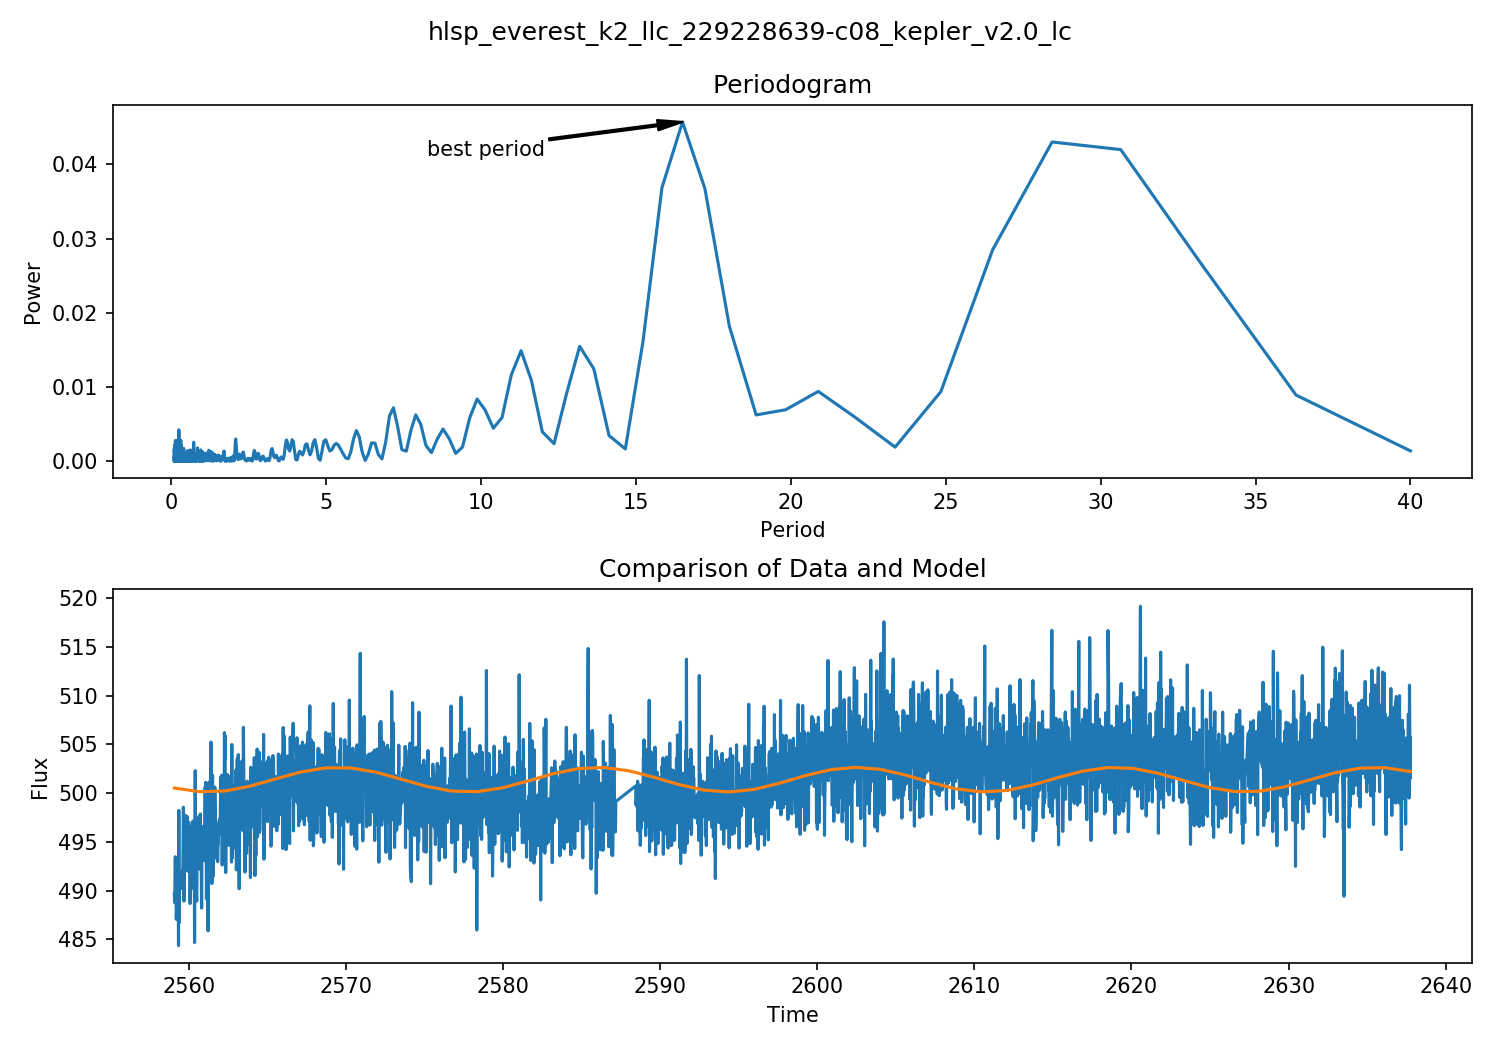 hlsp_everest_k2_llc_229228639-c08_kepler_v2.0_lc
Periodogram
best period
Power
0.04
0.03
0.02
0.01
0.00
0 5 10 15 20 25 30 35 40
Period
Comparison of Data and Model
Flux
520
515
510
505
500
495
490
485
2560 2570 2580 2590 2600 2610 2620 2630 2640
Time